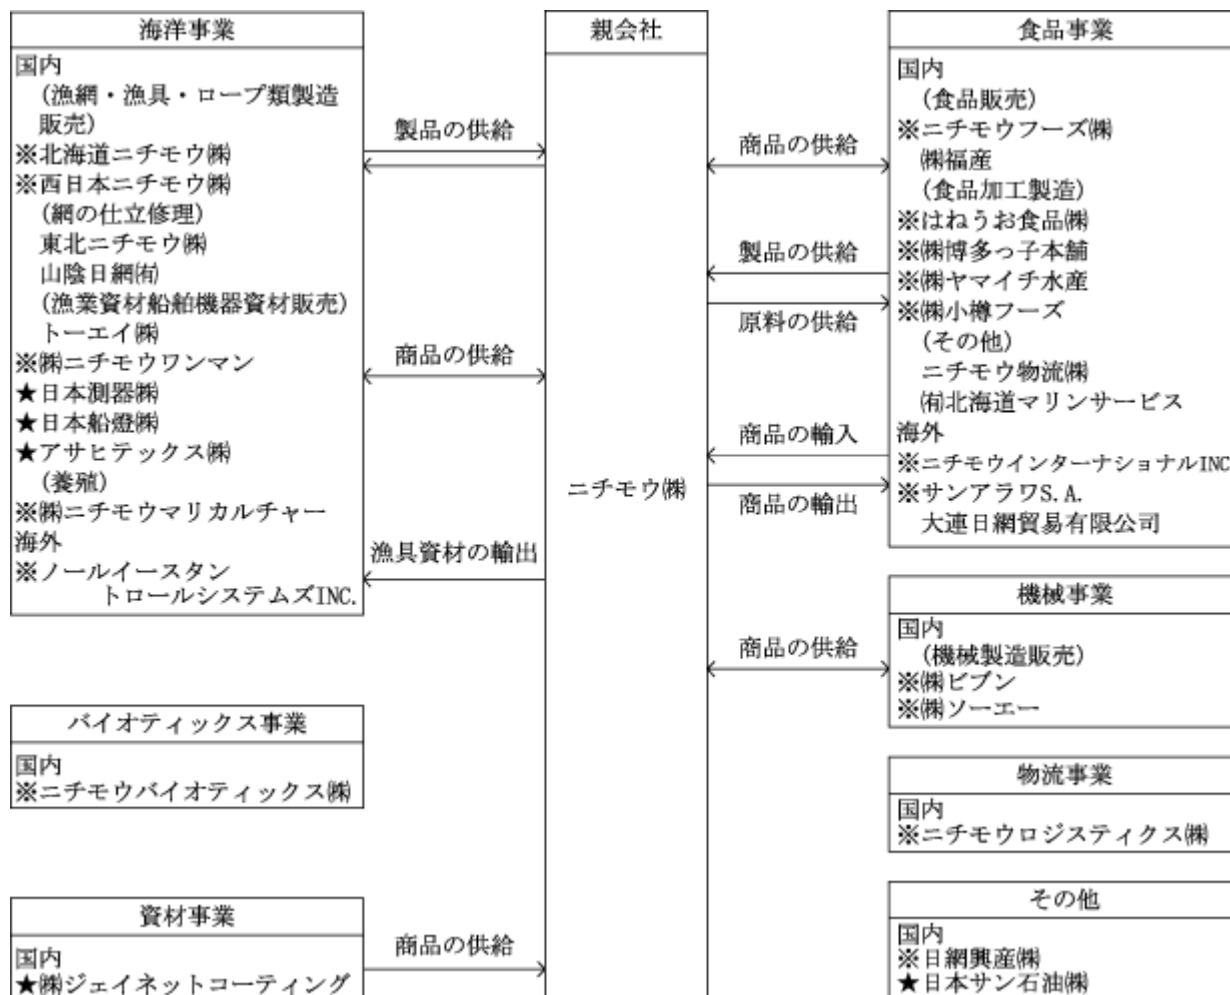 海洋事業
国内
(漁網・漁具・ロープ類製造
販売)
※北海道ニチモウ㈱
※西日本ニチモウ㈱
(網の仕立修理)
東北ニチモウ㈱
山陰日網㈲
(漁業資材船舶機器資材販売)
トーエイ㈱
※㈱ニチモウワンマン
★日本測器㈱
★日本船燈㈱
★アサヒテックス㈱
(養殖)
※㈱ニチモウマリカルチャー
海外
※ノールイースタン
トロールシステムズINC.
バイオティックス事業
国内
※ニチモウバイオティックス㈱
資材事業
国内
★㈱ジェイネットコーティング
製品の供給
商品の供給
漁具資材の輸出
商品の供給
親会社
ニチモウ㈱
商品の供給
製品の供給
原料の供給
商品の輸入
商品の輸出
商品の供給
食品事業
国内
(食品販売)
※ニチモウフーズ㈱
㈱福産
(食品加工製造)
※はねうお食品㈱
※㈱博多っ子本舗
※㈱ヤマイチ水産
※㈱小樽フーズ
(その他)
ニチモウ物流㈱
㈲北海道マリンサービス
海外
※ニチモウインターナショナルINC
※サンアラワS.A.
大連日網貿易有限公司
機械事業
国内
(機械製造販売)
※㈱ビブン
※㈱ソーエー
物流事業
国内
※ニチモウロジスティクス㈱
その他
国内
※日網興産㈱
★日本サン石油㈱